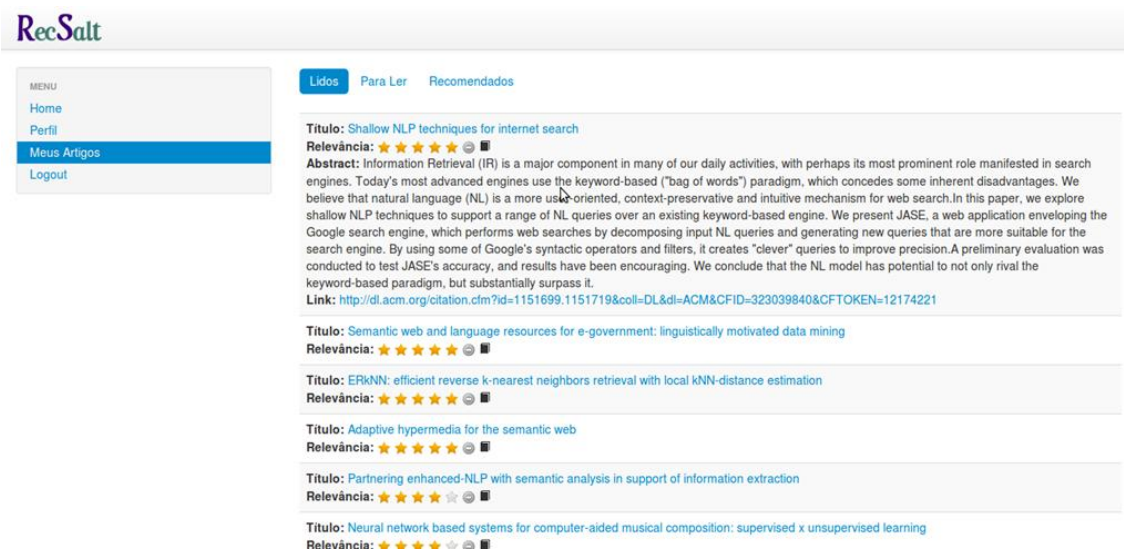 RecSalt
MENU
Home
Perfil
Meus Artigos
Logout
Lidos Para Ler Recomendados
Título: Shallow NLP techniques for internet search
Relevância:
Abstract: Information Retrieval (IR) is a major component in many of our daily activities, with perhaps its most prominent role manifested in search
engines. Today's most advanced engines use the keyword-based ("bag of words") paradigm, which concedes some inherent disadvantages. We
believe that natural language (NL) is a more user-oriented, context-preservative and intuitive mechanism for web search.In this paper, we explore
shallow NLP techniques to support a range of NL queries over an existing keyword-based engine. We present JASE, a web application enveloping the
Google search engine, which performs web searches by decomposing input NL queries and generating new queries that are more suitable for the
search engine. By using some of Google's syntactic operators and filters, it creates "clever" queries to improve precision.A preliminary evaluation was
conducted to test JASE's accuracy, and results have been encouraging. We conclude that the NL model has potential to not only rival the
keyword-based paradigm, but substantially surpass it.
Link: http://dl.acm.org/citation.cfm?id=1151699.1151719&coll=DL&dl=ACM&CFID=323039840&CFTOKEN=12174221
Título: Semantic web and language resources for e-government: linguistically motivated data mining
Relevância:
Título: ERkNN: efficient reverse k-nearest neighbors retrieval with local kNN-distance estimation
Relevância:
Título: Adaptive hypermedia for the semantic web
Relevância:
Título: Partnering enhanced-NLP with semantic analysis in support of information extraction
Relevância:
Título: Neural network based systems for computer-aided musical composition: supervised x unsupervised learning
Relevância: